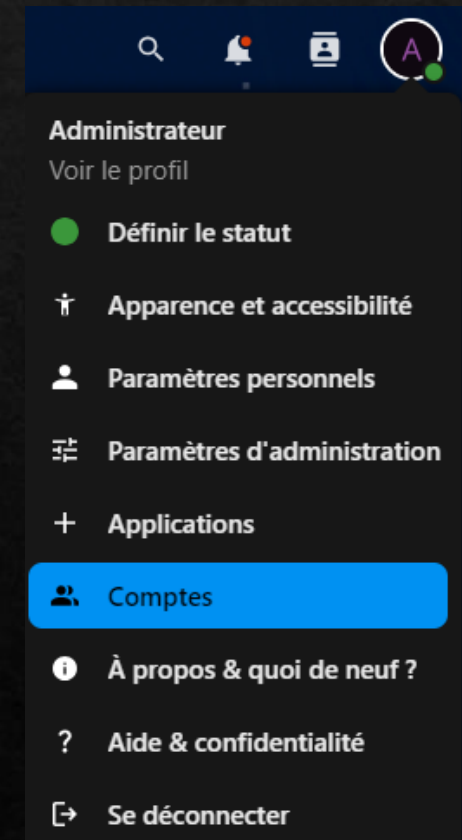 A
Administrateur
Voir le profil
Définir le statut
Apparence et accessibilité
Paramètres personnels
Paramètres d'administration
Applications
Comptes
À propos & quoi de neuf ?
Aide & confidentialité
Se déconnecter